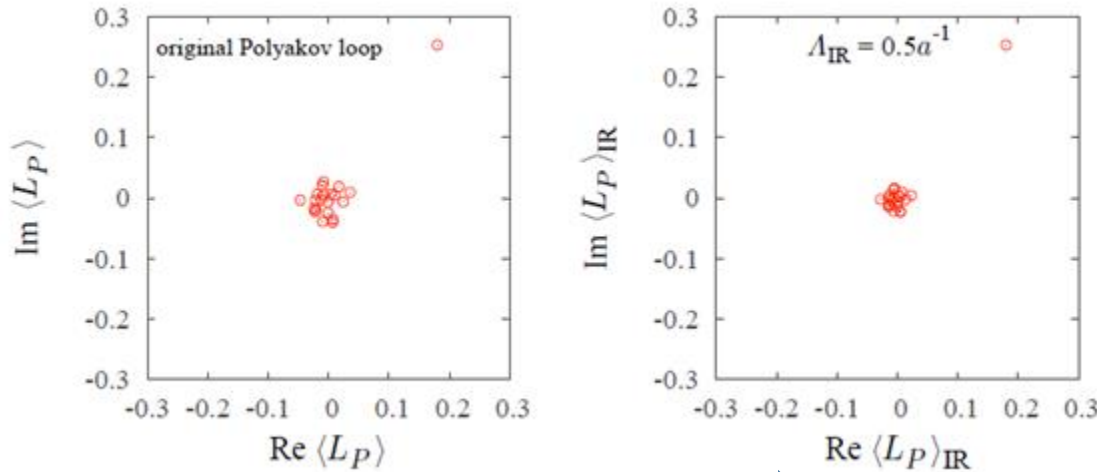 0.3
original Polyakov loop
0.2
0.1
0
-0.1
-0.2
-0.3
Im ⟨L_P⟩
-0.3 -0.2 -0.1 0 0.1 0.2 0.3
Re ⟨L_P⟩
0.3
Λ_IR = 0.5a^{-1}
0.2
0.1
0
-0.1
-0.2
-0.3
Im ⟨L_P⟩_IR
-0.3 -0.2 -0.1 0 0.1 0.2 0.3
Re ⟨L_P⟩_IR